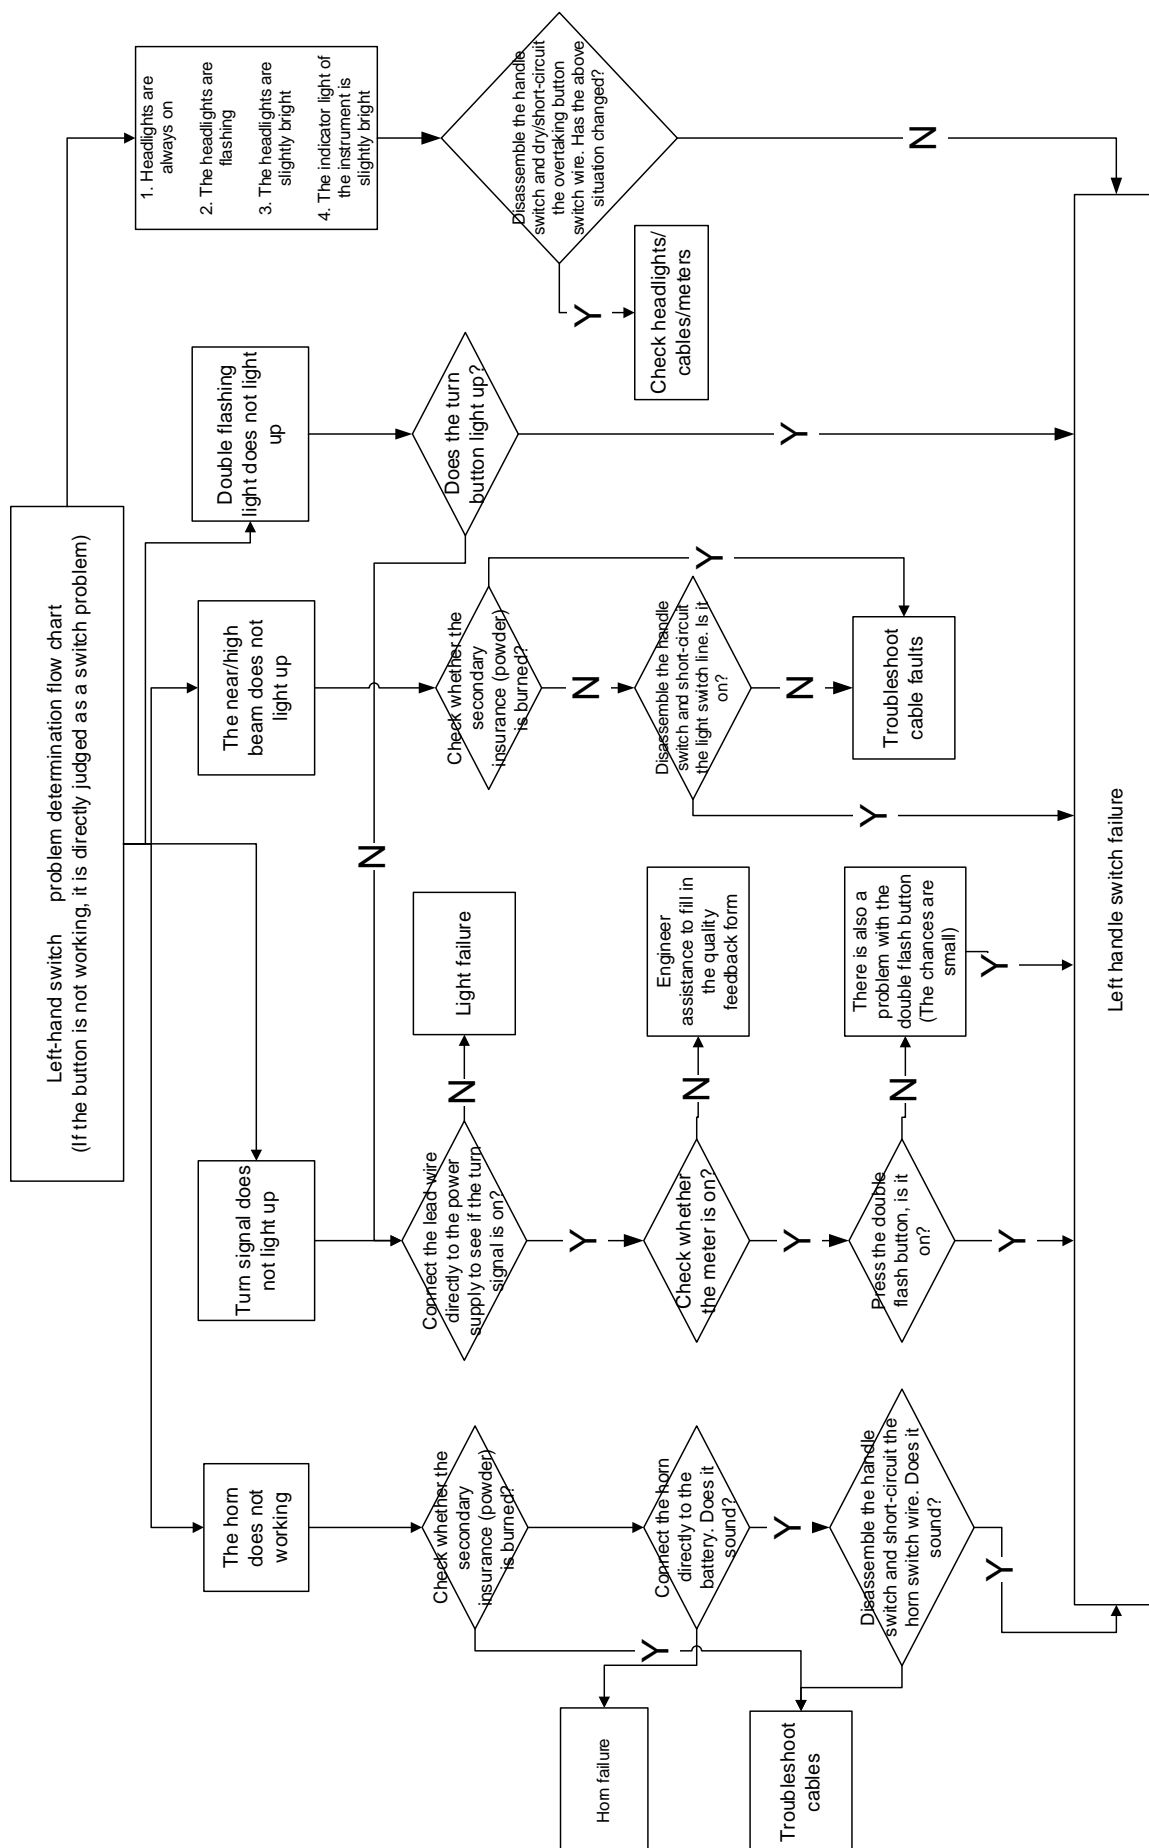 Left-hand switch problem determination flow chart
(If the button is not working, it is directly judged as a switch problem)
The horn
does not
working
Turn signal does
not light up
The near/high
beam does not
light up
Double flashing
light does not light
up
1. Headlights are
always on
2. The headlights are
flashing
3. The headlights are
slightly bright
4. The indicator light of
the instrument is
slightly bright
Check whether the
secondary
insurance (powder)
is burned?
Connect the lead wire
directly to the power
supply to see if the turn
signal is on?
N
Check whether the
secondary
insurance (powder)
is burned?
Does the turn
button light up?
Disassemble the handle
switch and dry/short-circuit
the overtaking button
switch wire. Has the above
situation changed?
N
Light failure
Y
N
Y
Y
Check headlights/
cables/meters
Horn failure
Y
Connect the horn
directly to the
battery. Does it
sound?
Check whether
the meter is on?
N
Engineer
assistance to fill in
the quality
feedback form
Disassemble the handle
switch and short-circuit
the light switch line. Is it
on?
Y
Y
Y
N
Y
Troubleshoot
cables
Disassemble the handle
switch and short-circuit the
horn switch wire. Does it
sound?
Press the double
flash button, is it
on?
N
There is also a
problem with the
double flash button
(The chances are
small)
Y
Troubleshoot
cable faults
N
Y
Y
Y
Left handle switch failure